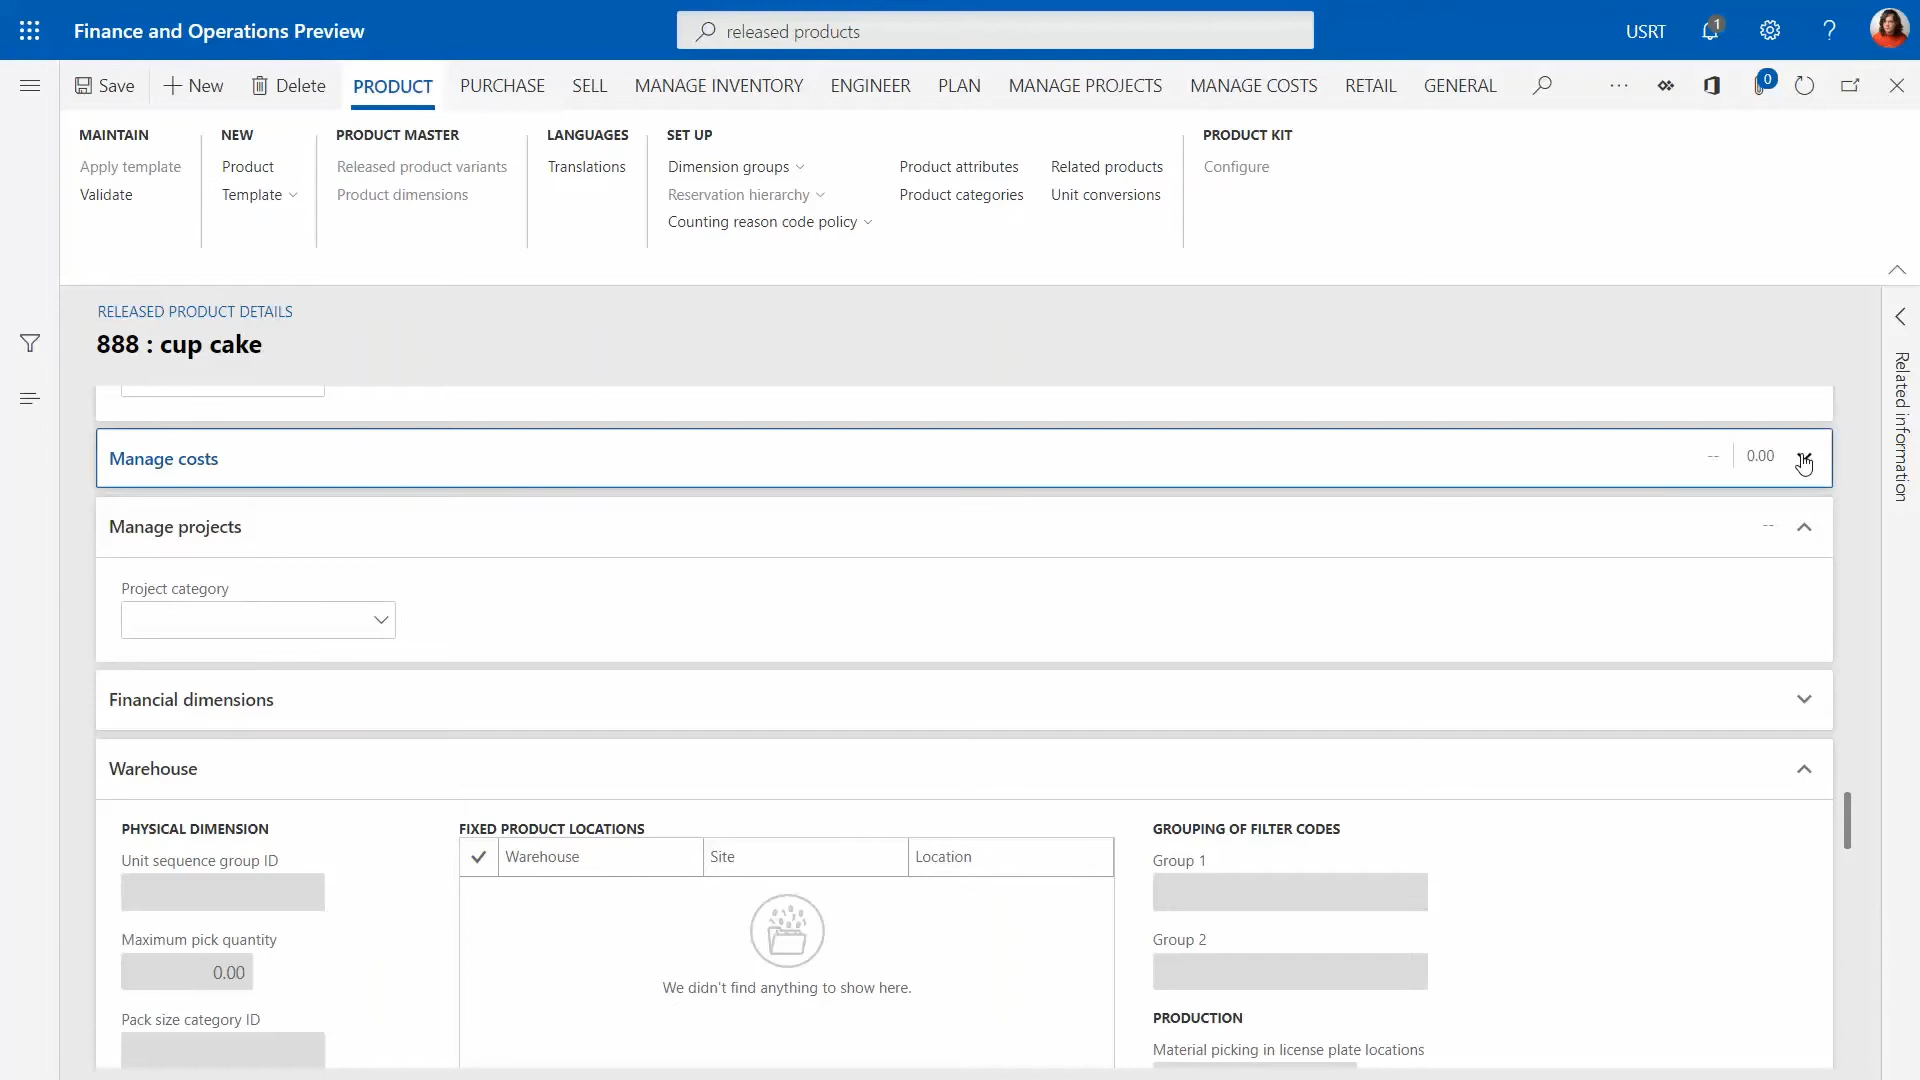 Finance and Operations Preview
released products
USRT
1
?
Save
New
Delete
PRODUCT
PURCHASE
SELL
MANAGE INVENTORY
ENGINEER
PLAN
MANAGE PROJECTS
MANAGE COSTS
RETAIL
GENERAL
...
0
MAINTAIN
Apply template
Validate
NEW
Product
Template
PRODUCT MASTER
Released product variants
Product dimensions
LANGUAGES
Translations
SET UP
Dimension groups
Reservation hierarchy
Counting reason code policy
Product attributes
Product categories
Related products
Unit conversions
PRODUCT KIT
Configure
RELEASED PRODUCT DETAILS
888 : cup cake
Related information
Manage costs
--
0.00
Manage projects
--
Project category
Financial dimensions
Warehouse
PHYSICAL DIMENSION
Unit sequence group ID
Maximum pick quantity
0.00
Pack size category ID
FIXED PRODUCT LOCATIONS
Warehouse
Site
Location
We didn't find anything to show here.
GROUPING OF FILTER CODES
Group 1
Group 2
PRODUCTION
Material picking in license plate locations